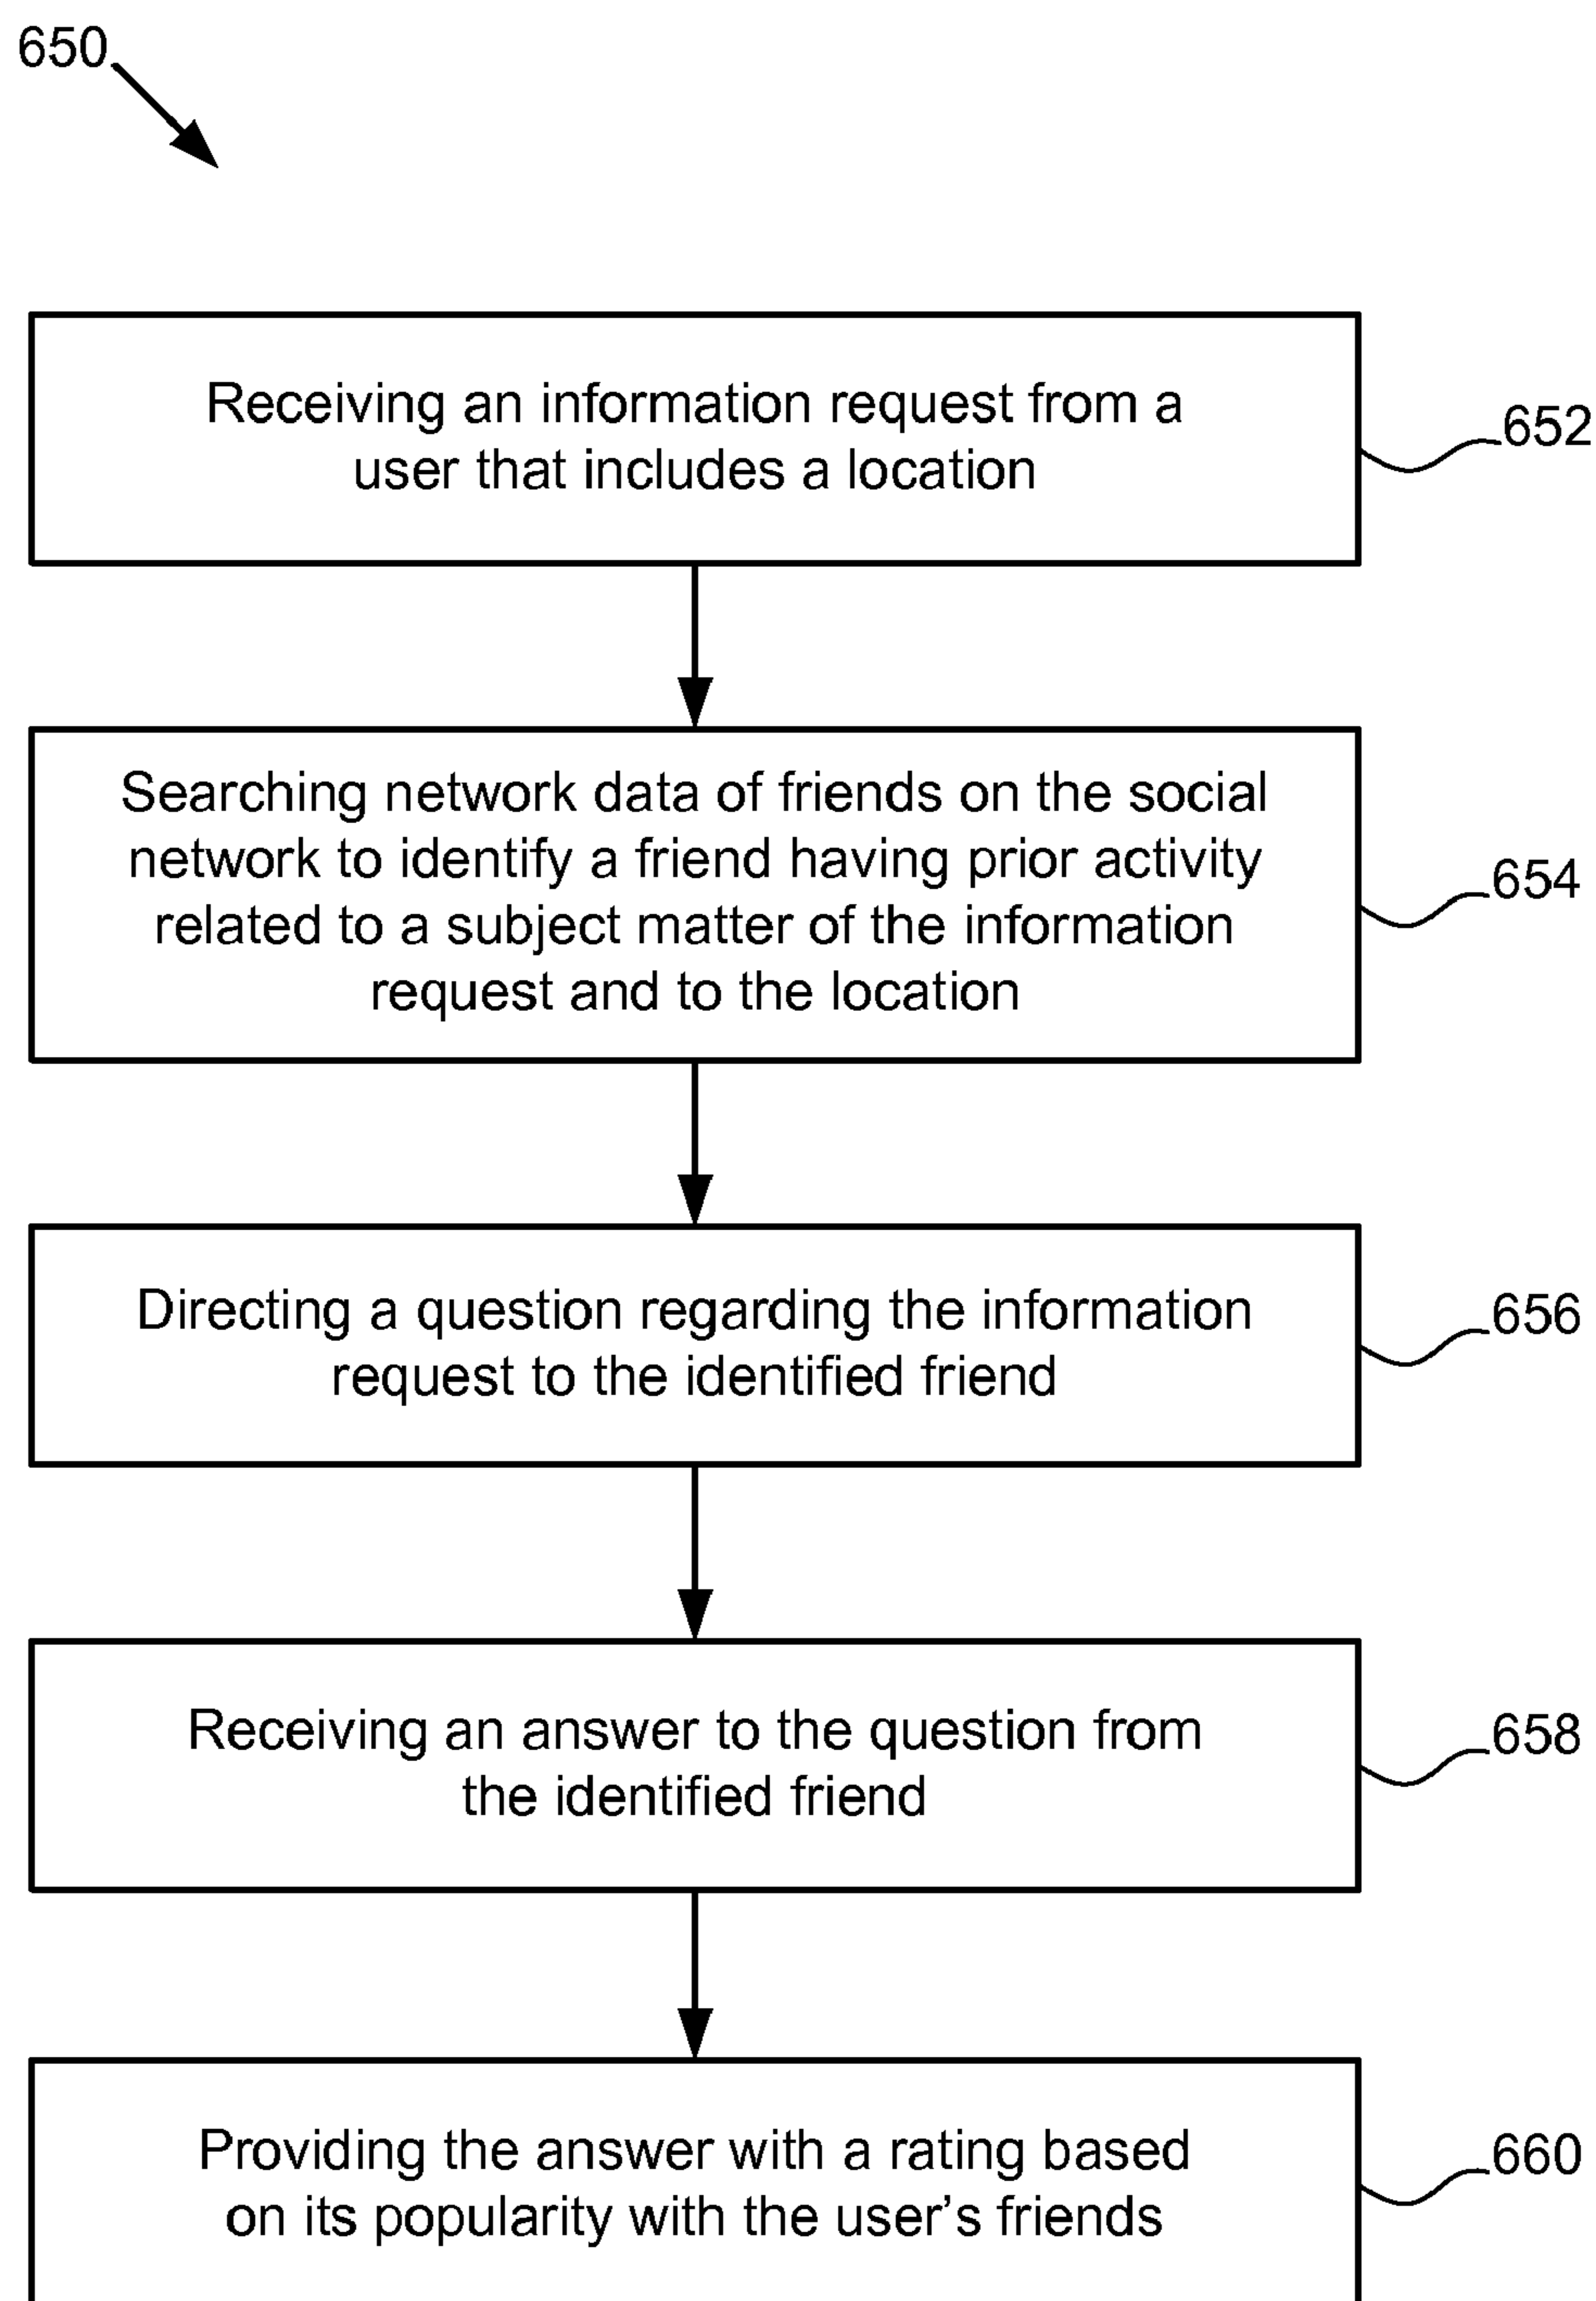 650
Receiving an information request from a
user that includes a location
652
Searching network data of friends on the social
network to identify a friend having prior activity
related to a subject matter of the information
request and to the location
654
Directing a question regarding the information
request to the identified friend
656
Receiving an answer to the question from
the identified friend
658
Providing the answer with a rating based
on its popularity with the user’s friends
660